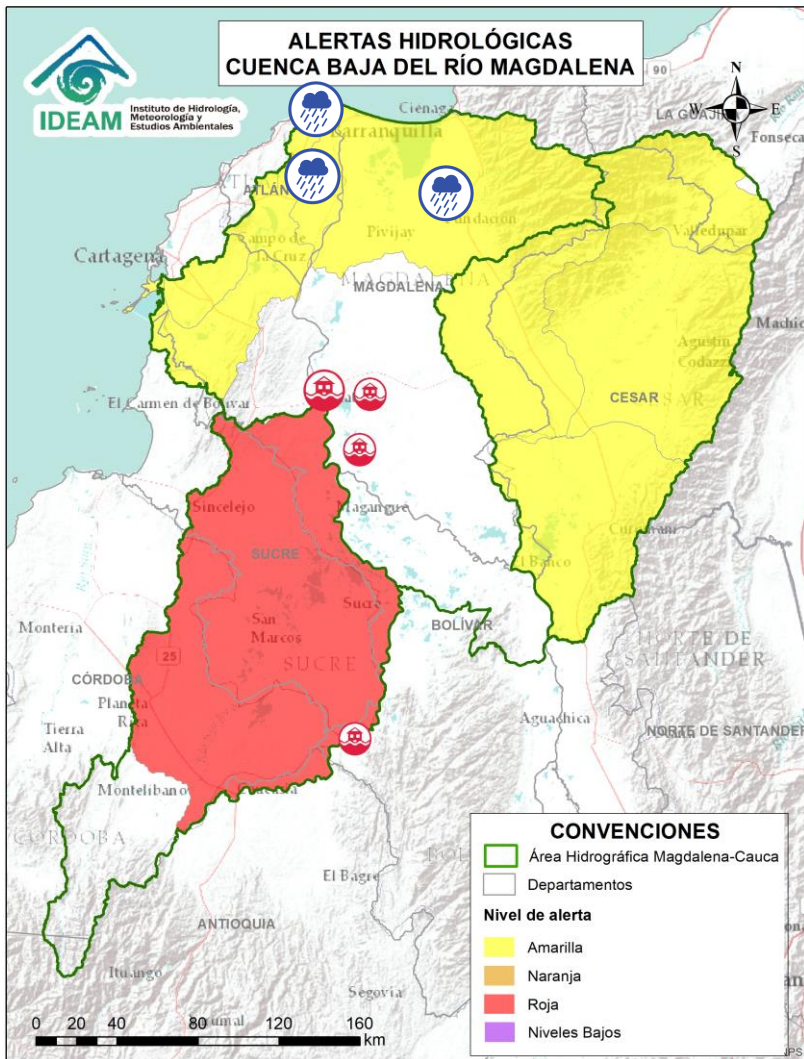 ALERTAS HIDROLÓGICAS
CUENCA BAJA DEL RÍO MAGDALENA
IDEAM
Instituto de Hidrología,
Meteorología y
Estudios Ambientales
N
W
E
S
90
Ciénaga
LA GUAJI
Fonseca
Barranquilla
ATLÁN
Fundación
Pivijay
Valledupar
Cartagena
Campo de
la Cruz
MAGDALENA
MAGDALENA
Agustín
Codazzi
CESAR
El Carmen de Bolívar
Sincelejo
Magangué
SUCRE
Curumaní
El Banco
Sucre
San
Marcos
BOLÍVAR
Montería
SUCRE
25
NORTE DE
SANTANDER
CÓRDOBA
Planeta
Rica
Tierra
Alta
Aguachica
NORTE DE SANTANDER
Montelíbano
CÓRDOBA
El Bagre
ANTIOQUIA
Ituango
Segovia
CONVENCIONES
Área Hidrográfica Magdalena-Cauca
Departamentos
Nivel de alerta
Amarilla
Naranja
Roja
Niveles Bajos
0 20 40 80 120 160
km